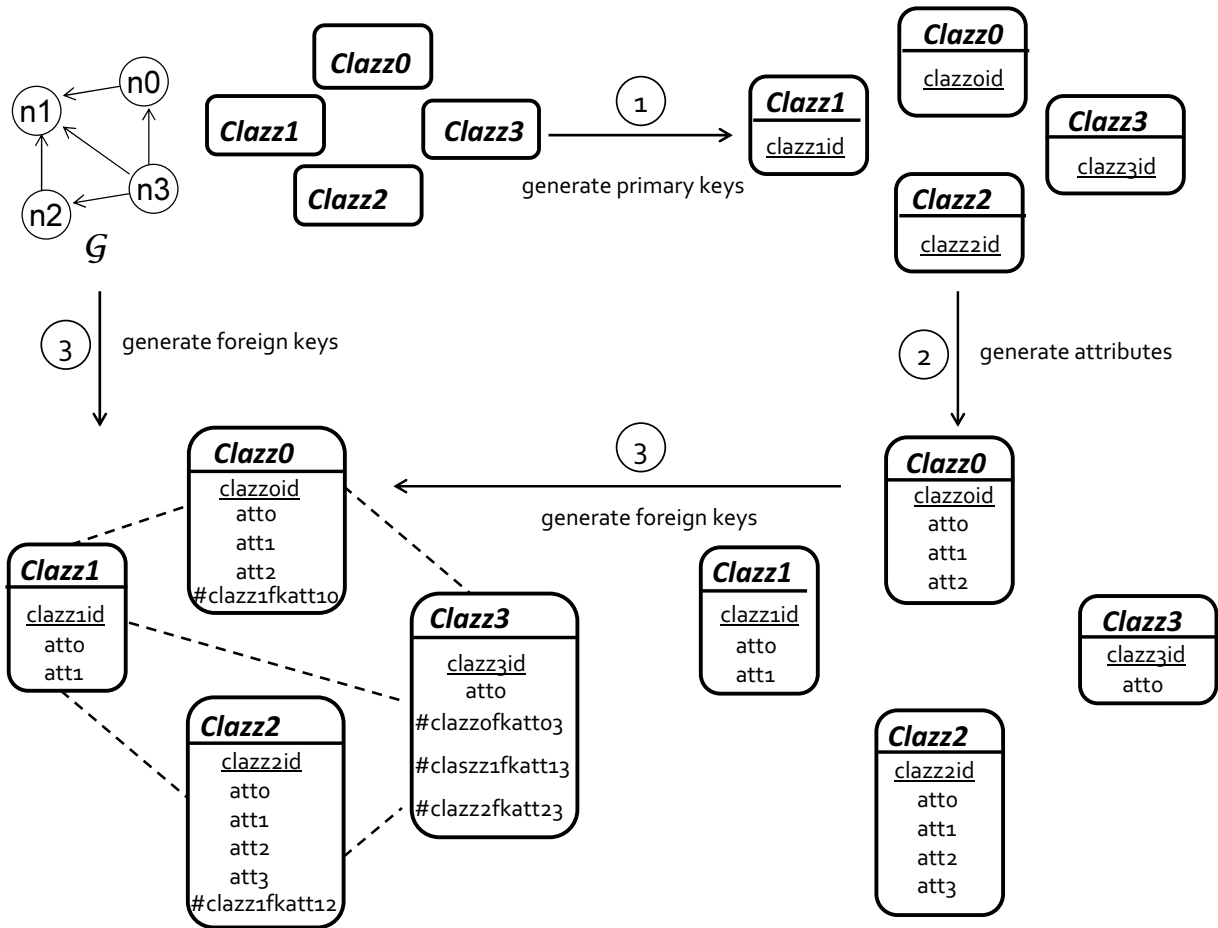 n0
n1
n3
n2
G
Clazz0
Clazz1
Clazz3
Clazz2
1
generate primary keys
Clazz0
clazz0id
Clazz1
clazz1id
Clazz3
clazz3id
Clazz2
clazz2id
3
generate foreign keys
2
generate attributes
Clazz0
clazz0id
att0
att1
att2
#clazz1fkatt10
Clazz1
clazz1id
att0
att1
Clazz3
clazz3id
att0
#clazz0fkatt03
#claszz1fkatt13
#clazz2fkatt23
Clazz2
clazz2id
att0
att1
att2
att3
#clazz1fkatt12
3
generate foreign keys
Clazz0
clazz0id
att0
att1
att2
Clazz1
clazz1id
att0
att1
Clazz3
clazz3id
att0
Clazz2
clazz2id
att0
att1
att2
att3